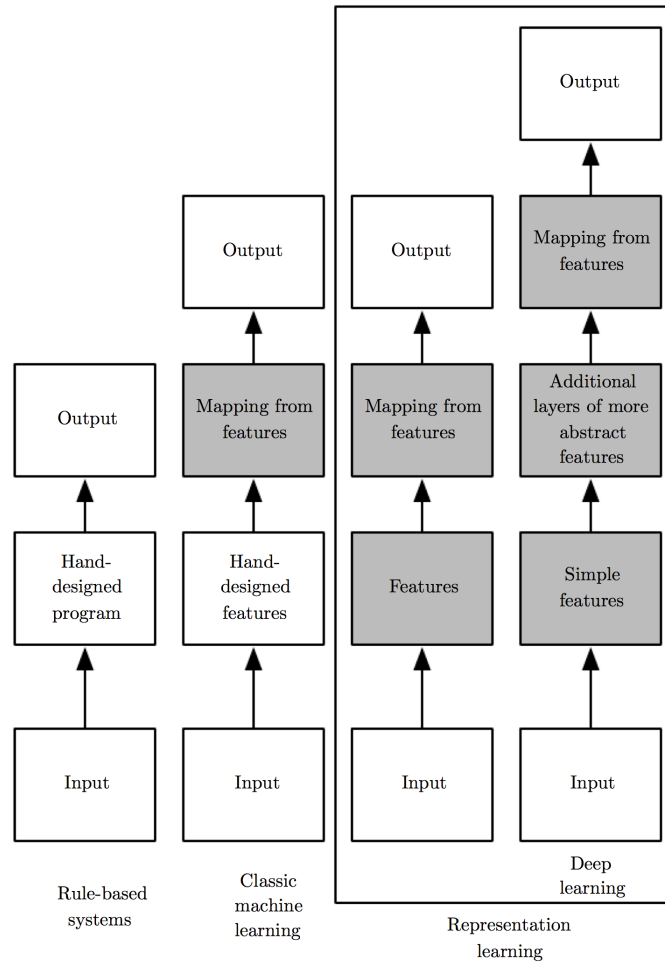 Output
Output
Output
Mapping from
features
Output
Mapping from
features
Mapping from
features
Additional
layers of more
abstract
features
Hand-
designed
program
Hand-
designed
features
Features
Simple
features
Input
Input
Input
Input
Rule-based
systems
Classic
machine
learning
Deep
learning
Representation
learning